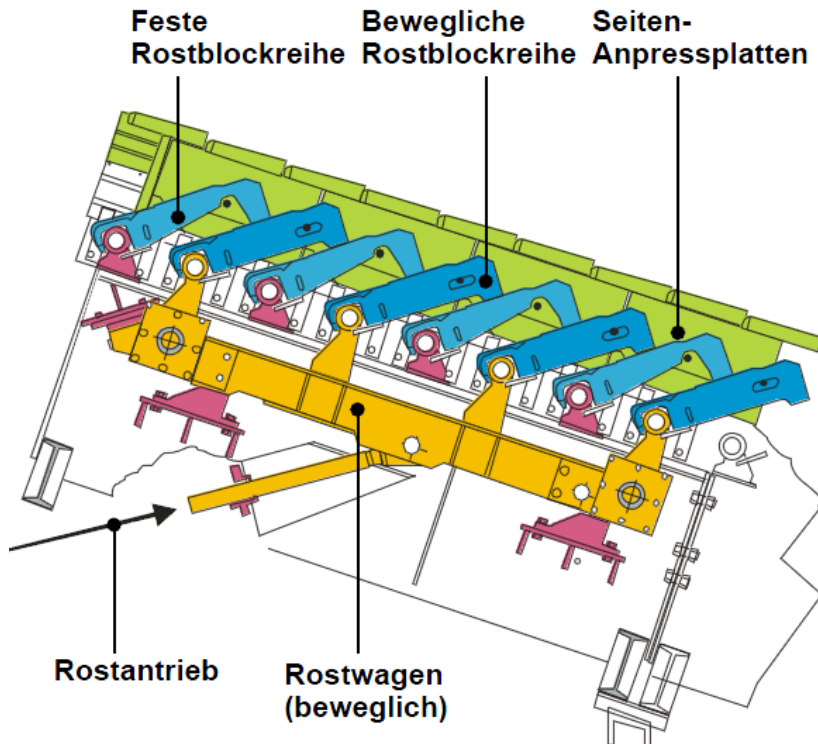 Feste
Rostblockreihe
Bewegliche
Rostblockreihe
Seiten-
Anpressplatten
Rostantrieb
Rostwagen
(beweglich)